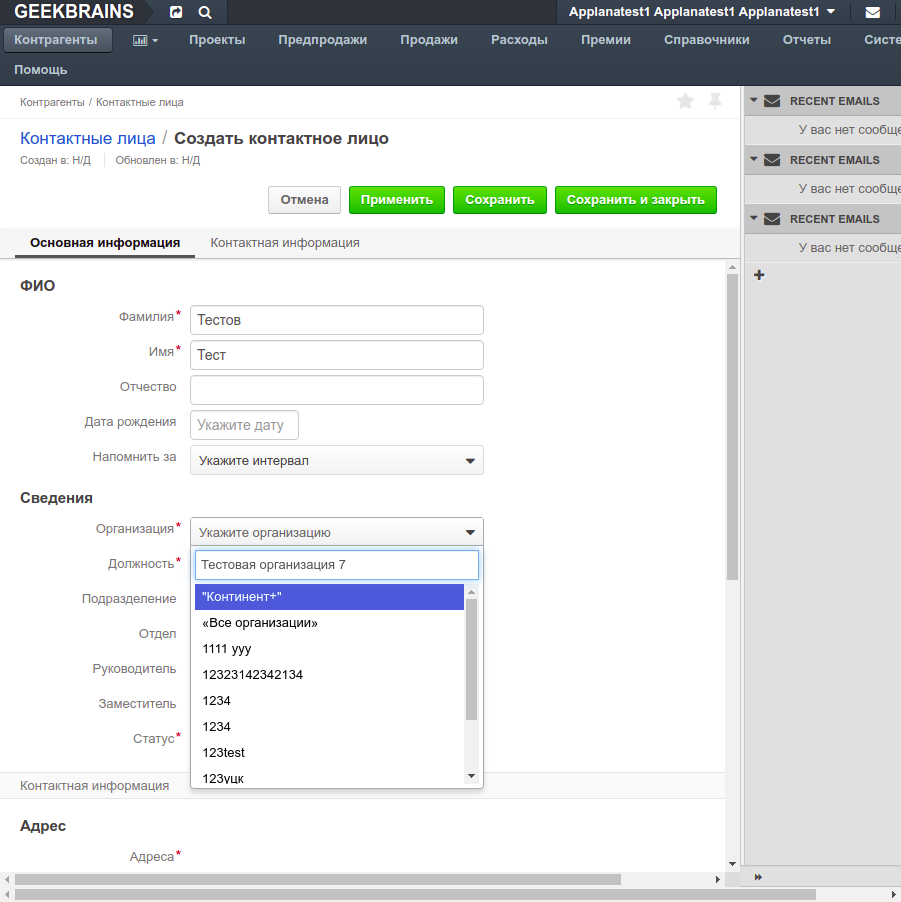 GEEKBRAINS
Applanatest1 Applanatest1 Applanatest1
Контрагенты Проекты Предпродажи Продажи Расходы Премии Справочники Отчеты Систе
Помощь
Контрагенты / Контактные лица
Контактные лица / Создать контактное лицо
Создан в: Н/Д Обновлен в: Н/Д
Отмена Применить Сохранить Сохранить и закрыть
Основная информация Контактная информация
ФИО
Фамилия* Тестов
Имя* Тест
Отчество
Дата рождения Укажите дату
Напомнить за Укажите интервал
Сведения
Организация* Укажите организацию
Должность* Тестовая организация 7
Подразделение "Континент+"
«Все организации»
Отдел
1111 ууу
Руководитель 12323142342134
Заместитель 1234
1234
Статус*
123test
123уцк
Контактная информация
Адрес
Адреса*
RECENT EMAILS
У вас нет сообще
RECENT EMAILS
У вас нет сообще
RECENT EMAILS
У вас нет сообще